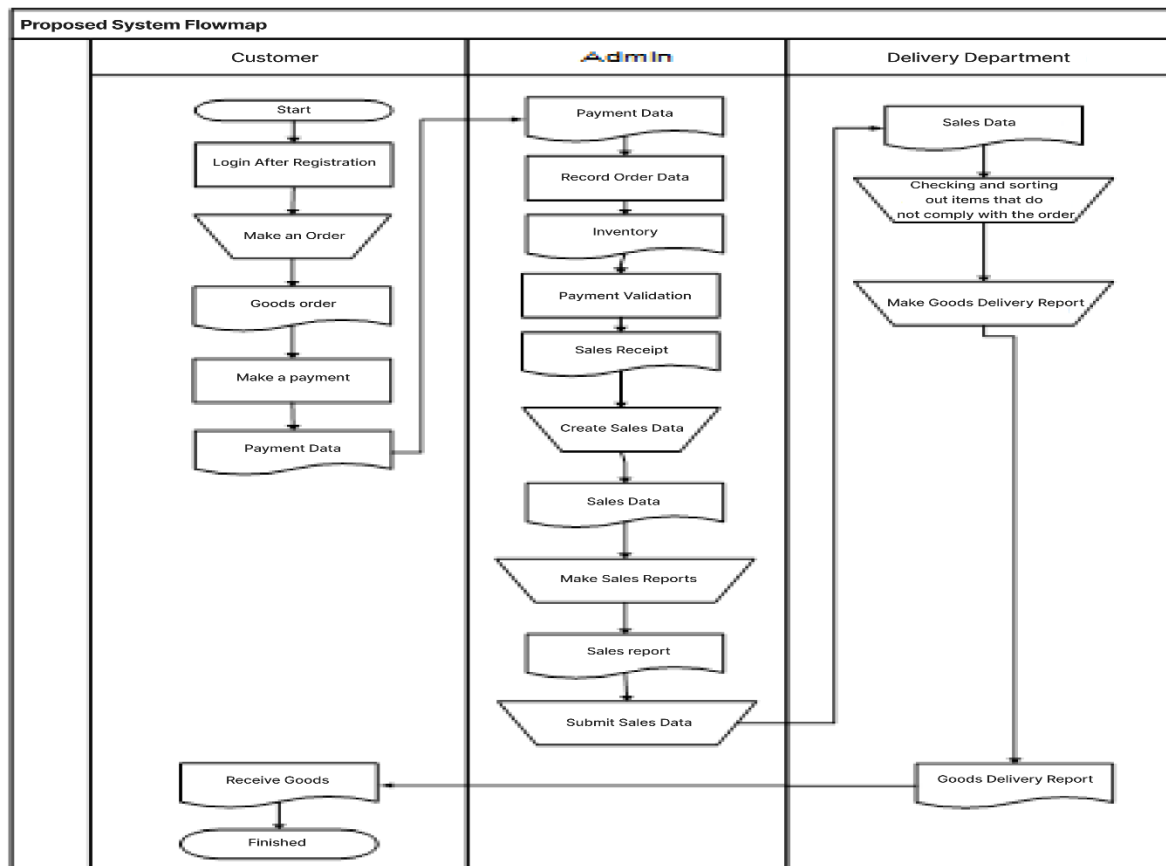 Proposed System Flowmap
Customer
Admin
Delivery Department
Start
Login After Registration
Make an Order
Goods order
Make a payment
Payment Data
Payment Data
Record Order Data
Inventory
Payment Validation
Sales Receipt
Create Sales Data
Sales Data
Make Sales Reports
Sales report
Submit Sales Data
Sales Data
Checking and sorting
out items that do
not comply with the order
Make Goods Delivery Report
Goods Delivery Report
Receive Goods
Finished